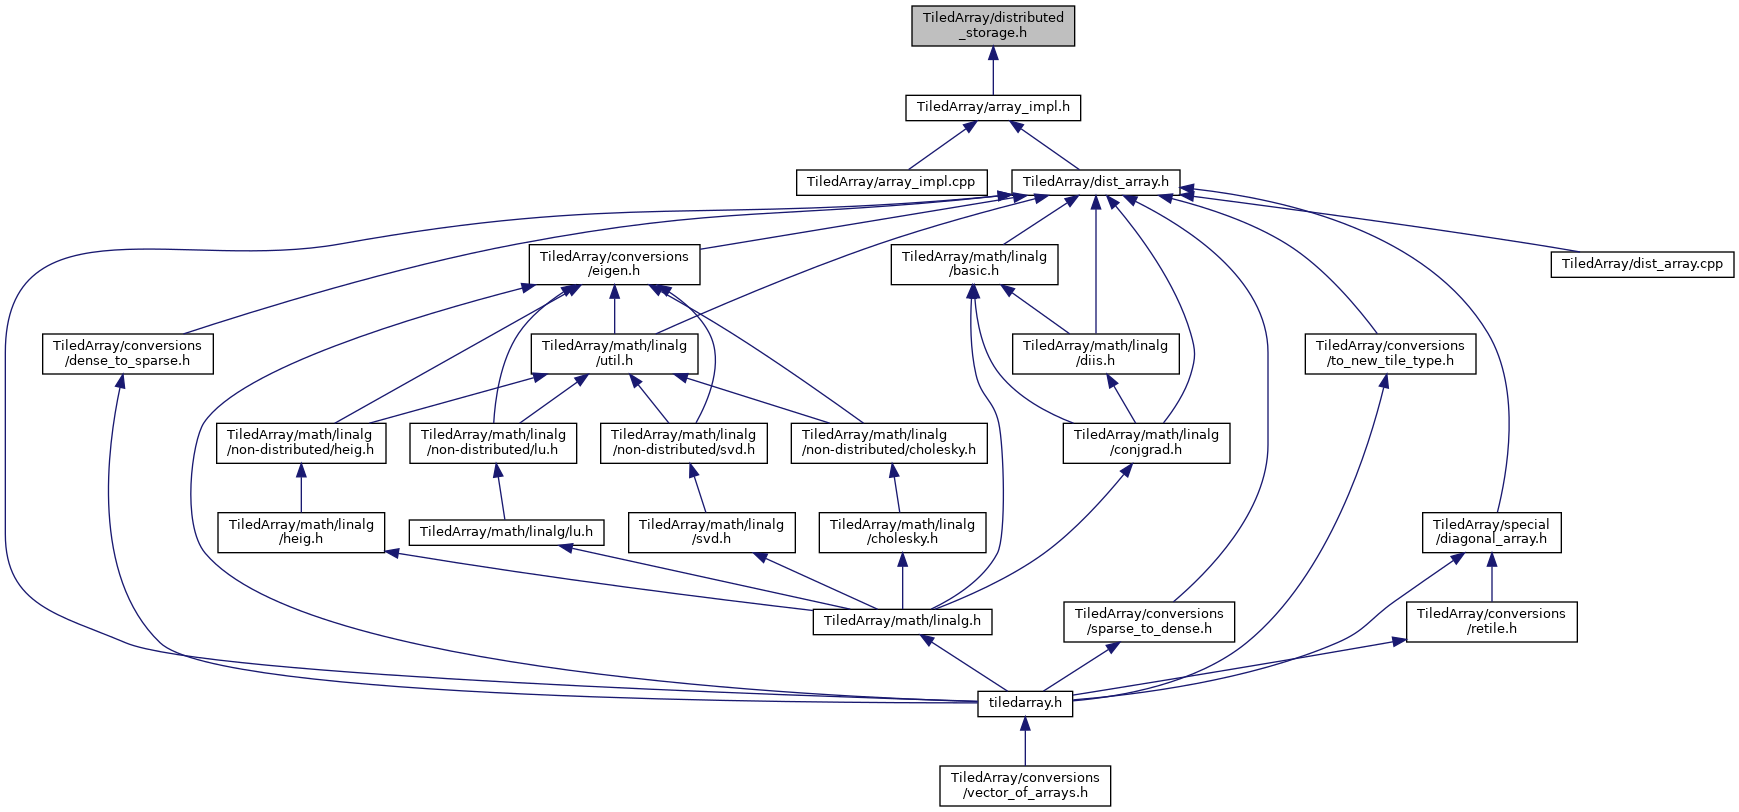 TiledArray/distributed
_storage.h
TiledArray/array_impl.h
TiledArray/array_impl.cpp
TiledArray/dist_array.h
TiledArray/conversions
/eigen.h
TiledArray/math/linalg
/basic.h
TiledArray/dist_array.cpp
TiledArray/conversions
/dense_to_sparse.h
TiledArray/math/linalg
/util.h
TiledArray/math/linalg
/diis.h
TiledArray/conversions
/to_new_tile_type.h
TiledArray/math/linalg
/non-distributed/heig.h
TiledArray/math/linalg
/non-distributed/lu.h
TiledArray/math/linalg
/non-distributed/svd.h
TiledArray/math/linalg
/non-distributed/cholesky.h
TiledArray/math/linalg
/conjgrad.h
TiledArray/math/linalg
/heig.h
TiledArray/math/linalg/lu.h
TiledArray/math/linalg
/svd.h
TiledArray/math/linalg
/cholesky.h
TiledArray/special
/diagonal_array.h
TiledArray/math/linalg.h
TiledArray/conversions
/sparse_to_dense.h
TiledArray/conversions
/retile.h
tiledarray.h
TiledArray/conversions
/vector_of_arrays.h